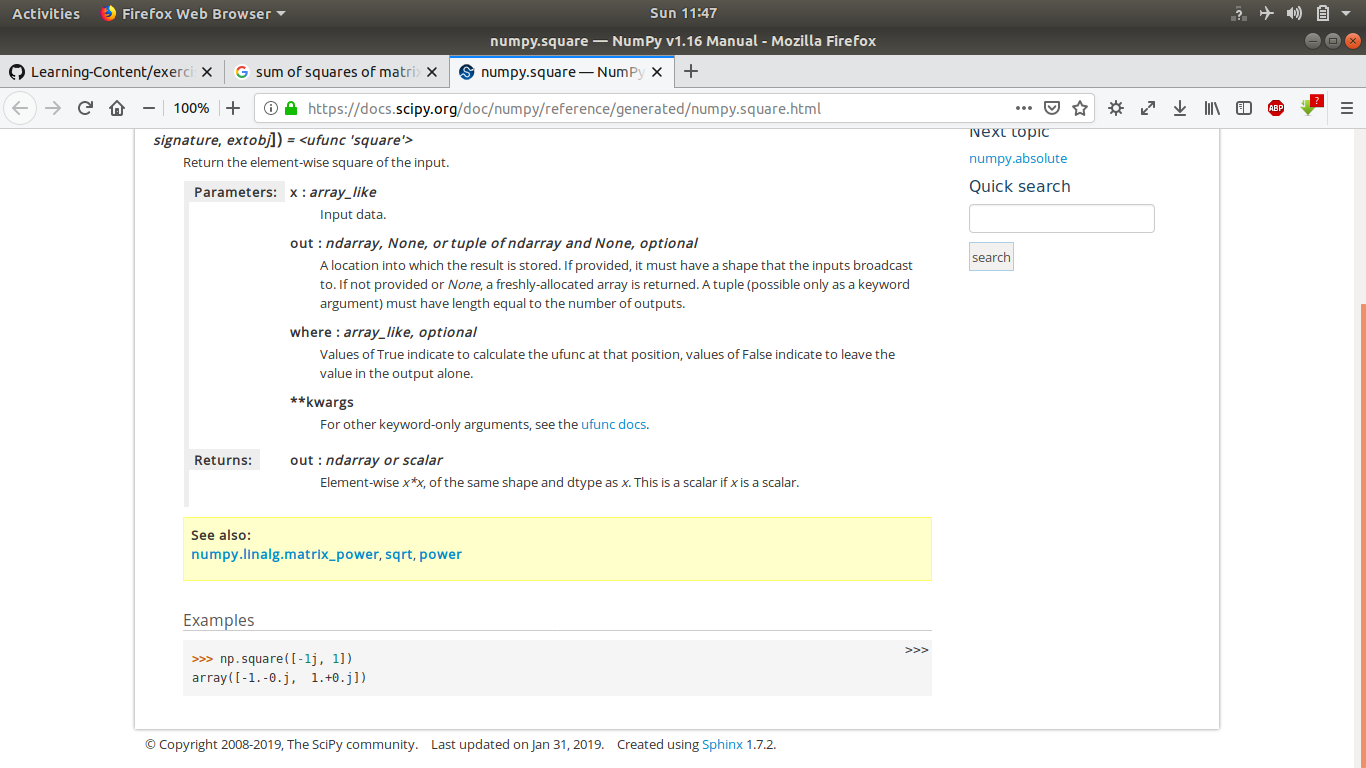 Activities Firefox Web Browser Sun 11:47
numpy.square — NumPy v1.16 Manual - Mozilla Firefox
Learning-Content/exerci sum of squares of matri numpy.square — NumPy
100% https://docs.scipy.org/doc/numpy/reference/generated/numpy.square.html ABP ?
signature, extobj]) = <ufunc 'square'>
Return the element-wise square of the input.
Parameters: x : array_like
Input data.
out : ndarray, None, or tuple of ndarray and None, optional
A location into which the result is stored. If provided, it must have a shape that the inputs broadcast
to. If not provided or None, a freshly-allocated array is returned. A tuple (possible only as a keyword
argument) must have length equal to the number of outputs.
where : array_like, optional
Values of True indicate to calculate the ufunc at that position, values of False indicate to leave the
value in the output alone.
**kwargs
For other keyword-only arguments, see the ufunc docs.
Returns: out : ndarray or scalar
Element-wise x*x, of the same shape and dtype as x. This is a scalar if x is a scalar.
See also:
numpy.linalg.matrix_power, sqrt, power
Examples
>>>
>>> np.square([-1j, 1])
array([-1.-0.j,  1.+0.j])
Next topic
numpy.absolute
Quick search
search
© Copyright 2008-2019, The SciPy community. Last updated on Jan 31, 2019. Created using Sphinx 1.7.2.